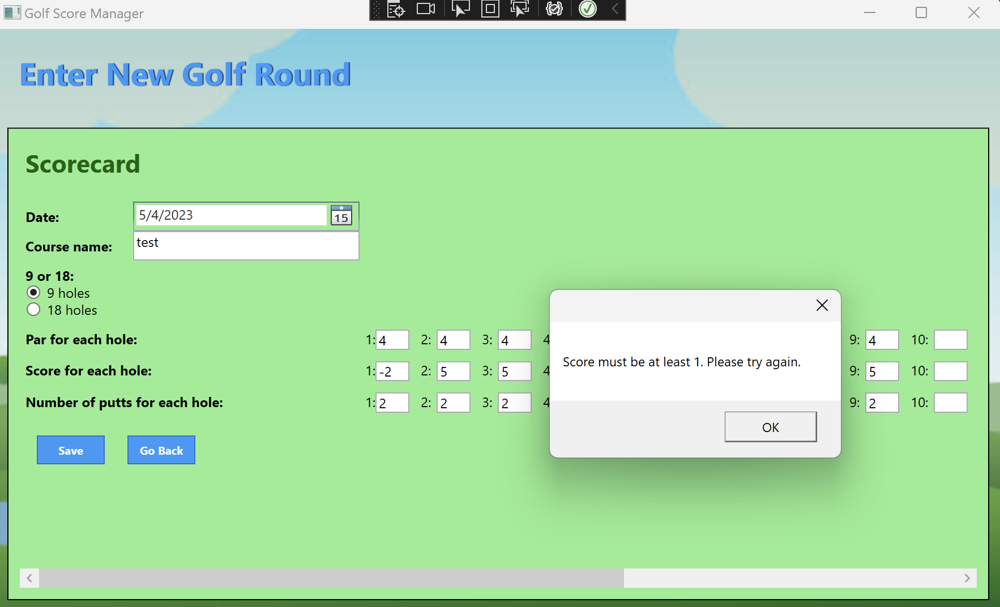 Golf Score Manager
Enter New Golf Round
Scorecard
Date: 5/4/2023 15
Course name: test
9 or 18:
9 holes
18 holes
Par for each hole: 1: 4 2: 4 3: 4 4 9: 4 10:
Score for each hole: 1: -2 2: 5 3: 5 4 9: 5 10:
Number of putts for each hole: 1: 2 2: 2 3: 2 4 9: 2 10:
Score must be at least 1. Please try again.
OK
Save Go Back